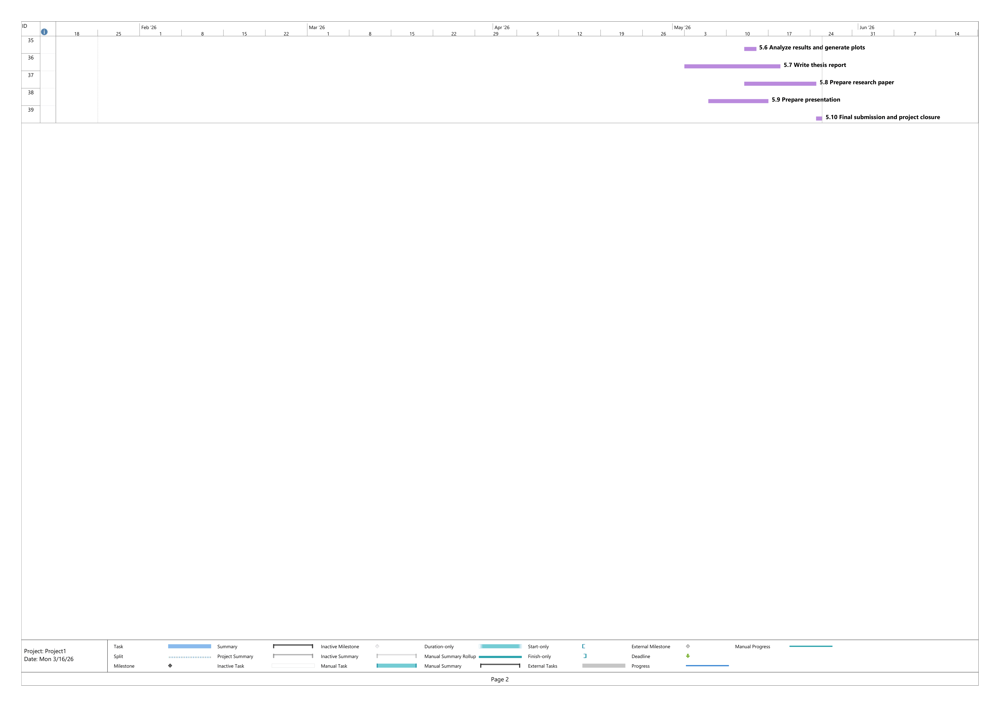 ID
Feb '26 Mar '26 Apr '26 May '26 Jun '26
18 25 1 8 15 22 1 8 15 22 29 5 12 19 26 3 10 17 24 31 7 14
35
5.6 Analyze results and generate plots
36
5.7 Write thesis report
37
5.8 Prepare research paper
38
5.9 Prepare presentation
39
5.10 Final submission and project closure
Project: Project1
Date: Mon 3/16/26
Task Summary Inactive Milestone Duration-only Start-only External Milestone Manual Progress
Split Project Summary Inactive Summary Manual Summary Rollup Finish-only Deadline
Milestone Inactive Task Manual Task Manual Summary External Tasks Progress
Page 2